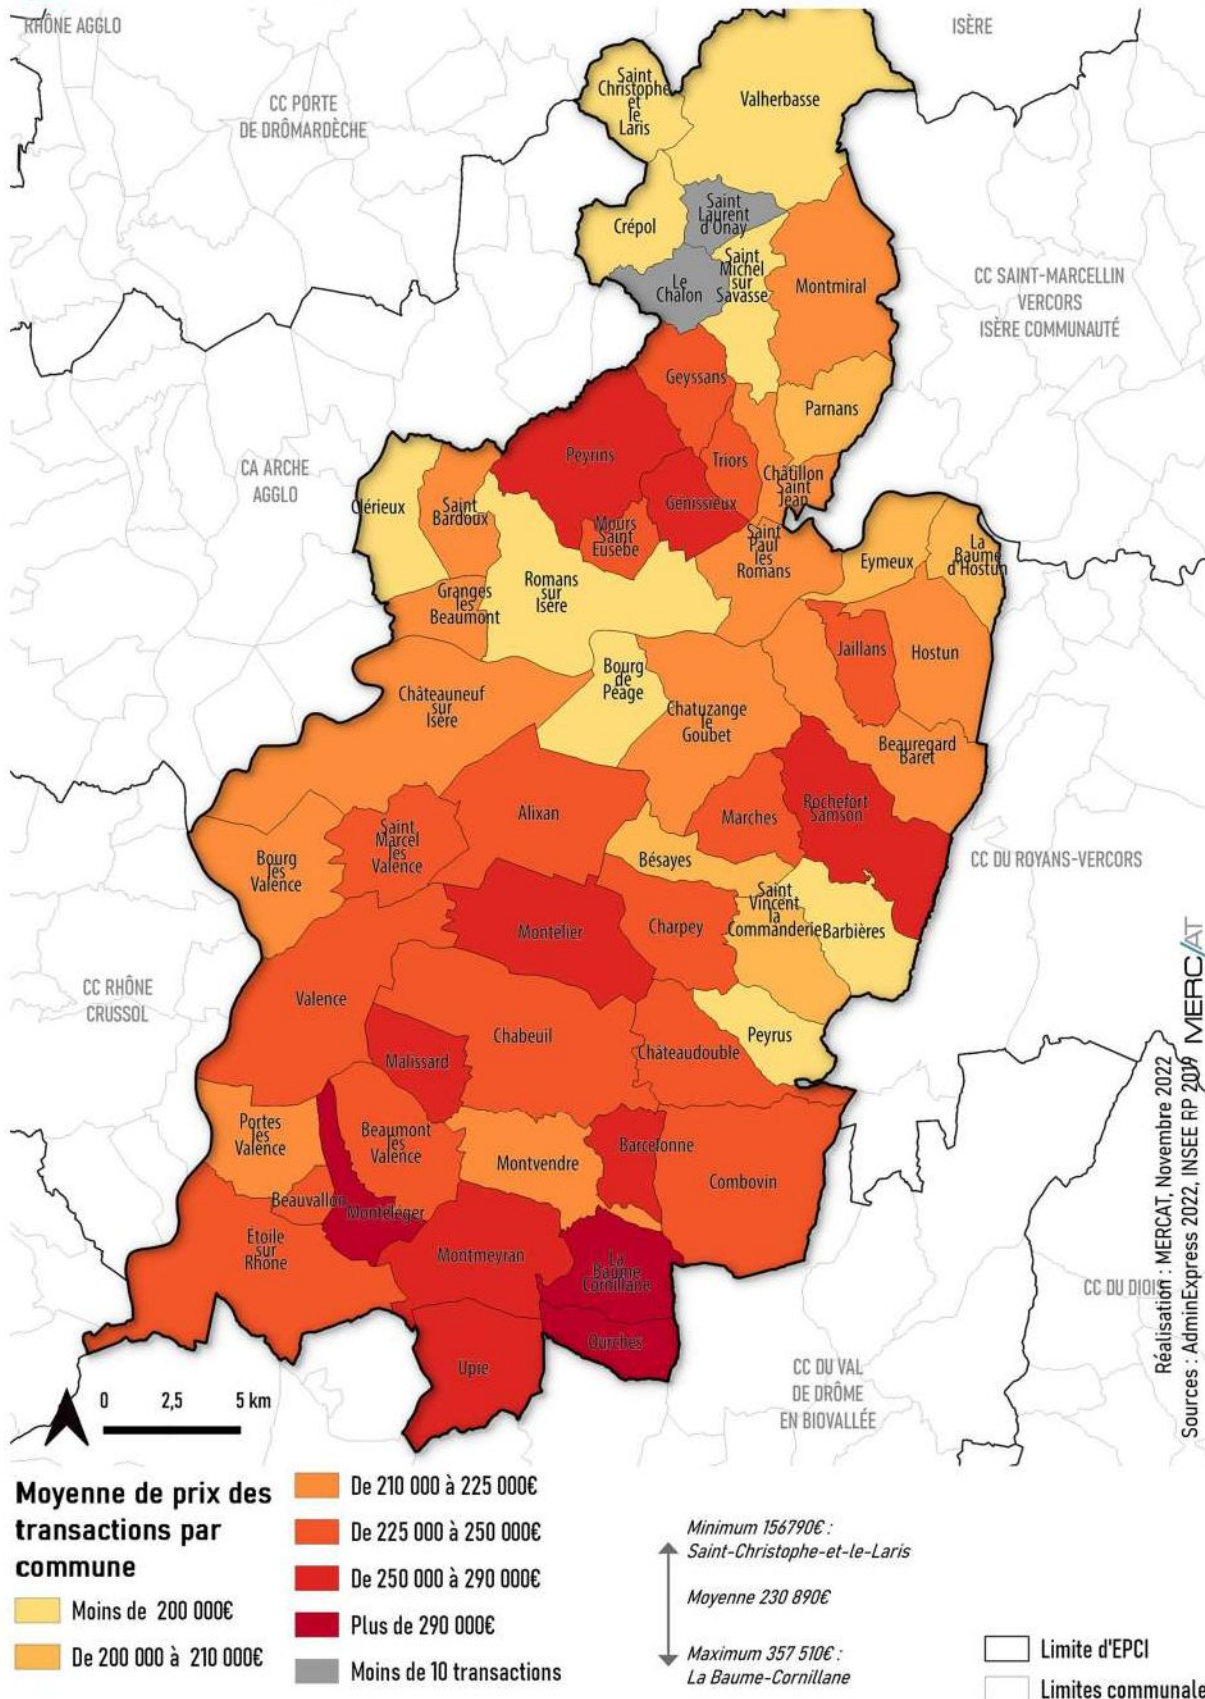 RHÔNE AGGLO
ISÈRE
CC PORTE
DE DRÔMARDÈCHE
Saint
Christophe
et
le
Laris
Valherbasse
Crépol
Saint
Laurent
d'Onay
Saint
Michel
sur
Savasse
Le
Chalon
Montmiral
CC SAINT-MARCELLIN
VERCORS
ISÈRE COMMUNAUTÉ
Geyssans
Parnans
CA ARCHE
AGGLO
Peyrins
Triors
Châtillon
Saint
Jean
Clérieux
Saint
Bardoux
Génissieux
Mours
Saint
Eusèbe
Saint
Paul
lès
Romans
Eymeux
La
Baume
d'Hostun
Romans
sur
Isère
Granges
les
Beaumont
Jaillans
Hostun
Bourg
de
Péage
Châteauneuf
sur
Isère
Chatuzange
le
Goubet
Beauregard
Baret
Alixan
Marches
Rochefort
Samson
Saint
Marcel
lès
Valence
Bourg
lès
Valence
Bésayes
CC DU ROYANS-VERCORS
Saint
Vincent
la
Commanderie
Barbières
Montelier
Charpey
CC RHÔNE
CRUSSOL
Valence
Chabeuil
Peyrus
Châteaudouble
Malissard
Portes
lès
Valence
Beaumont
lès
Valence
Montvendre
Barcelonne
Combovin
Beauvallon
Montéléger
Étoile
sur
Rhône
Montmeyran
La
Baume
Cornillane
CC DU DIOIS
Ourches
Upie
CC DU VAL
DE DRÔME
EN BIOVALLÉE
MERC/AT
Réalisation : MERCAT, Novembre 2022
Sources : AdminExpress 2022, INSEE RP 2019
0 2,5 5 km
Moyenne de prix des
transactions par
commune
Moins de 200 000€
De 200 000 à 210 000€
De 210 000 à 225 000€
De 225 000 à 250 000€
De 250 000 à 290 000€
Plus de 290 000€
Moins de 10 transactions
Minimum 156790€ :
Saint-Christophe-et-le-Laris
Moyenne 230 890€
Maximum 357 510€ :
La Baume-Cornillane
Limite d'EPCI
Limites communale